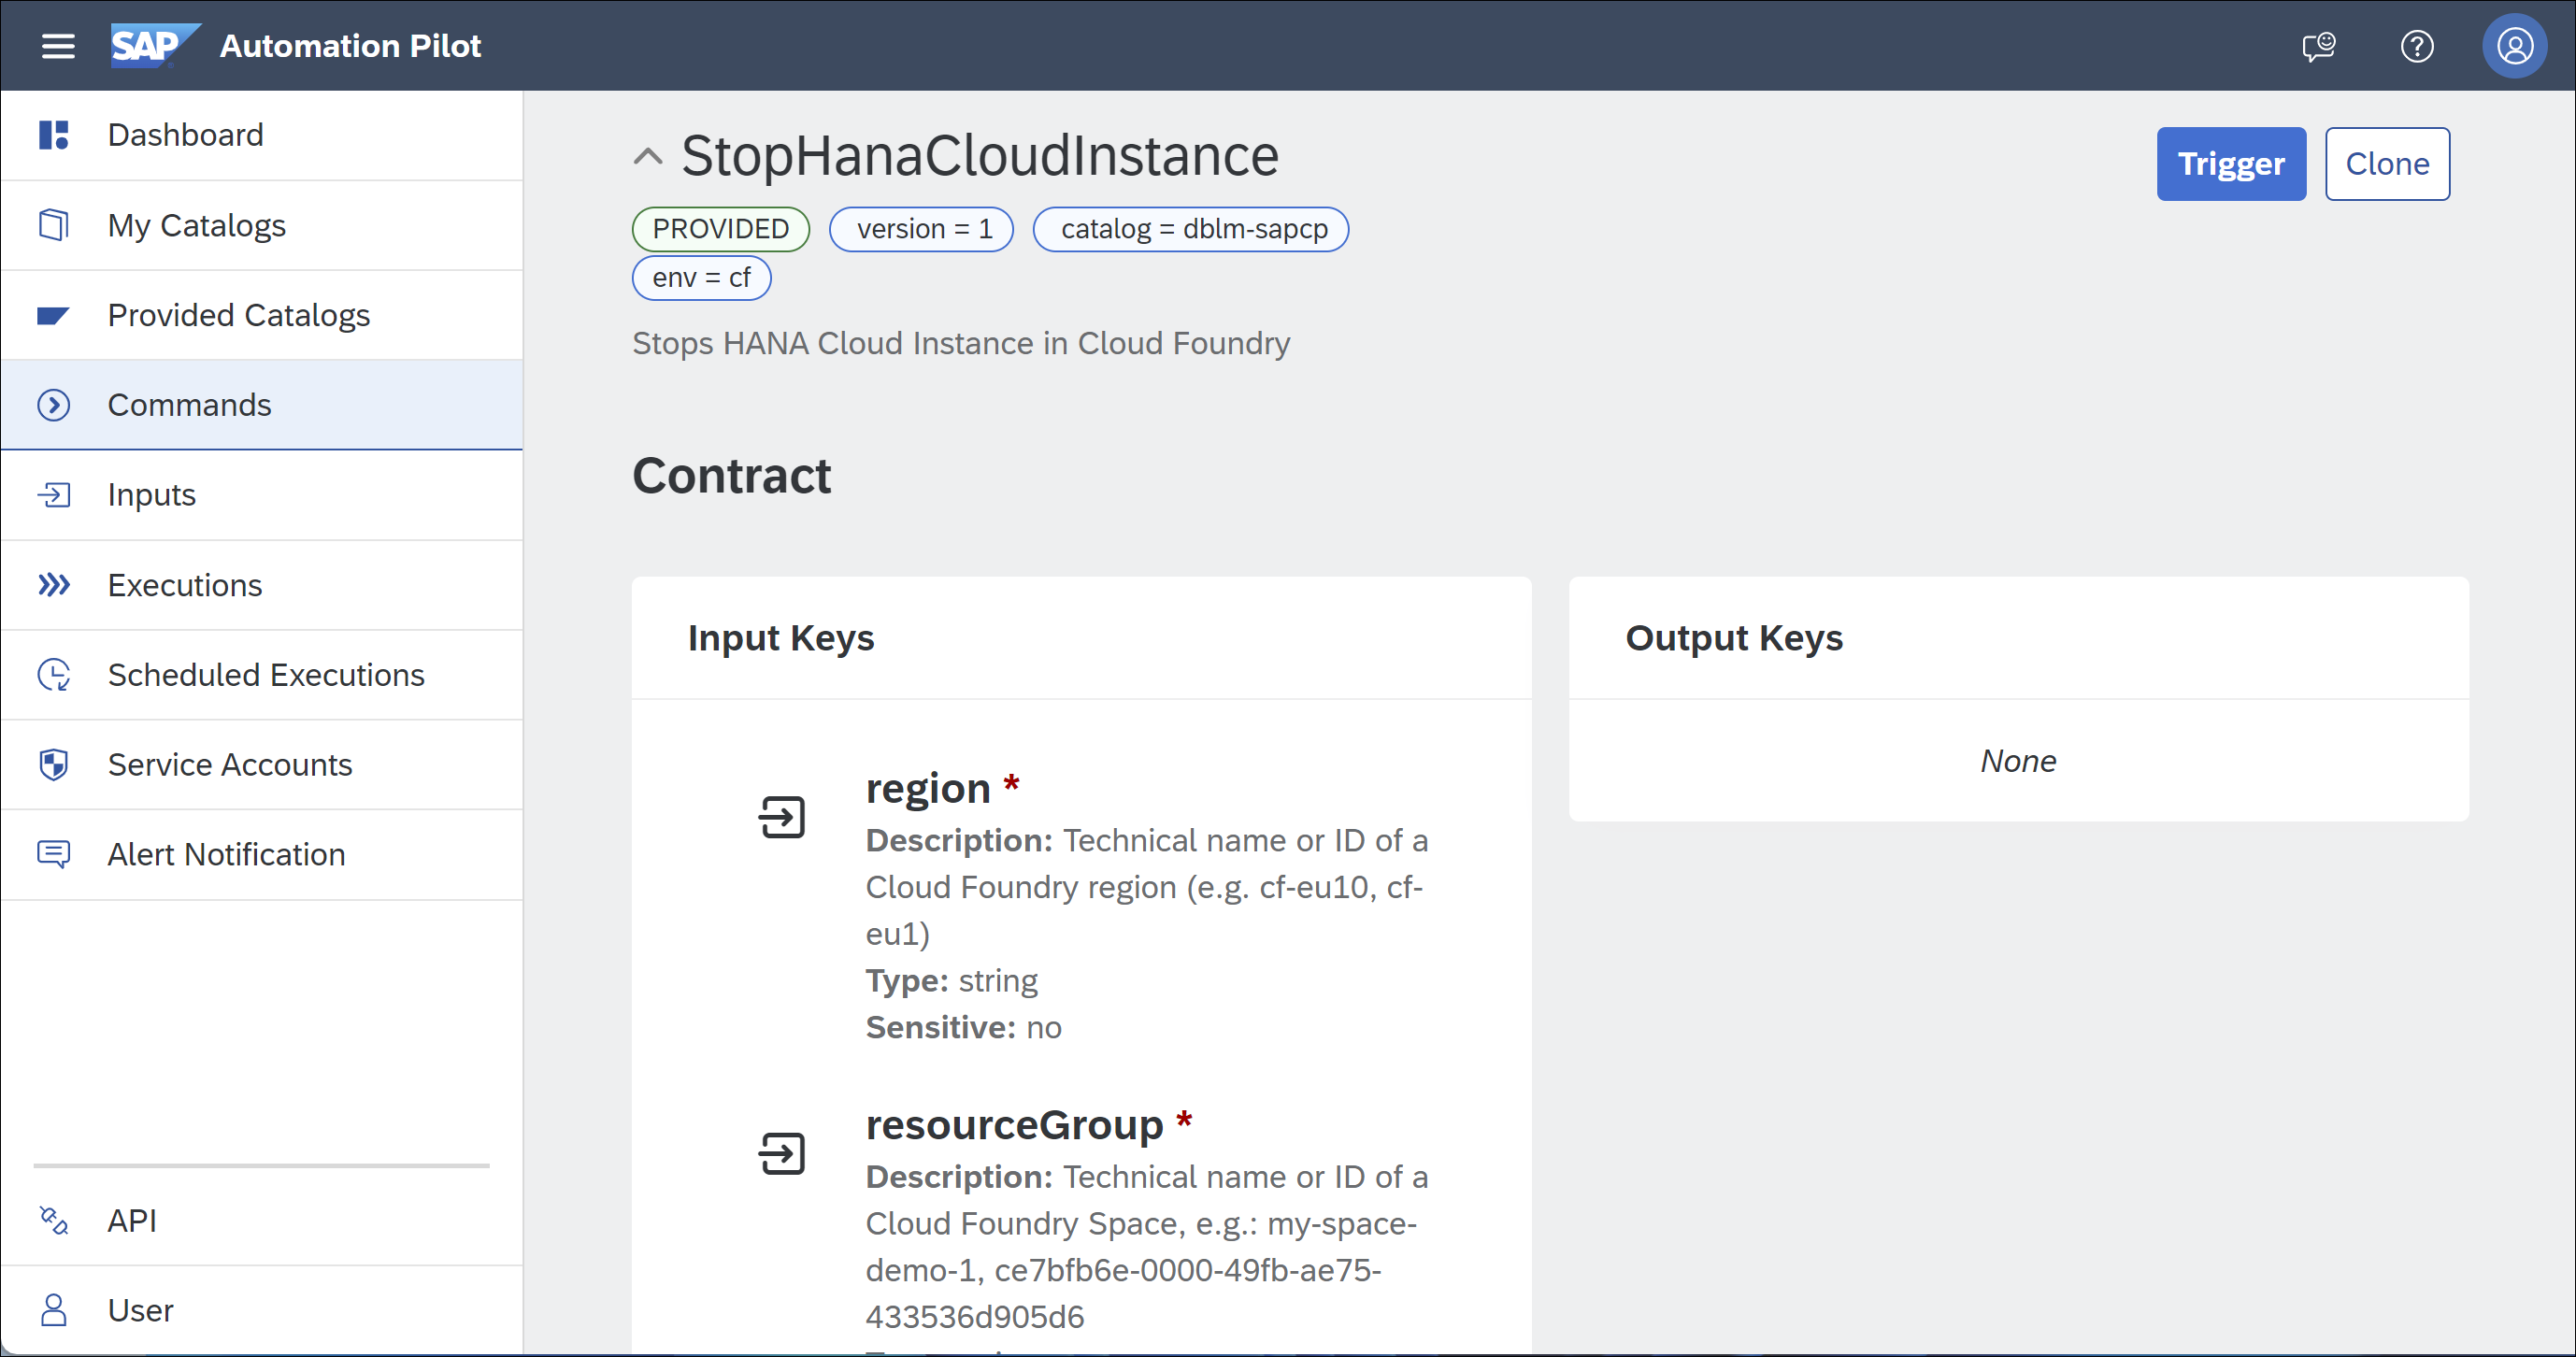 SAP
Automation Pilot
Dashboard
My Catalogs
Provided Catalogs
Commands
Inputs
Executions
Scheduled Executions
Service Accounts
Alert Notification
API
User
StopHanaCloudInstance
Trigger
Clone
PROVIDED
version = 1
catalog = dblm-sapcp
env = cf
Stops HANA Cloud Instance in Cloud Foundry
Contract
Input Keys
region *
Description: Technical name or ID of a
Cloud Foundry region (e.g. cf-eu10, cf-
eu1)
Type: string
Sensitive: no
resourceGroup *
Description: Technical name or ID of a
Cloud Foundry Space, e.g.: my-space-
demo-1, ce7bfb6e-0000-49fb-ae75-
433536d905d6
Output Keys
None